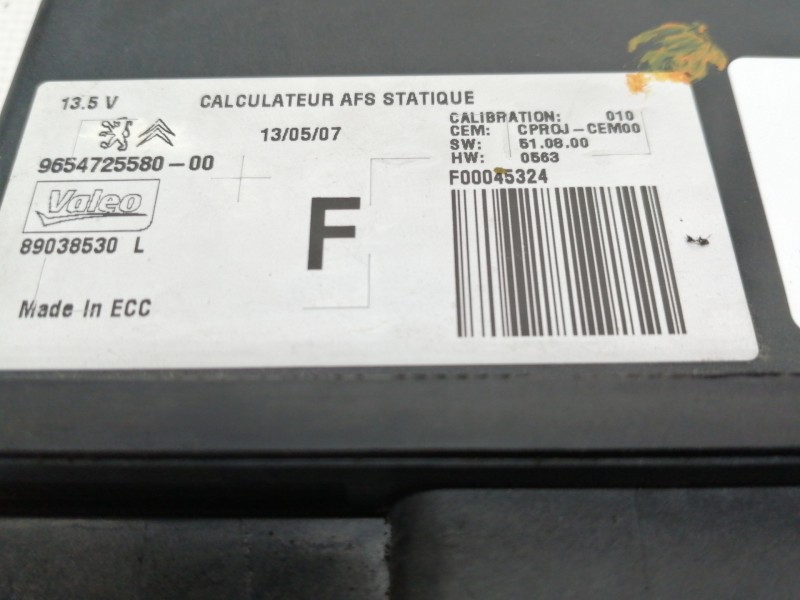 13.5 V
CALCULATEUR AFS STATIQUE
13/05/07
9654725580-00
Valeo
89038530 L
Made In ECC
F
CALIBRATION: 010
CEM: CPROJ-CEM00
SW: 51.08.00
HW: 0563
F00045324